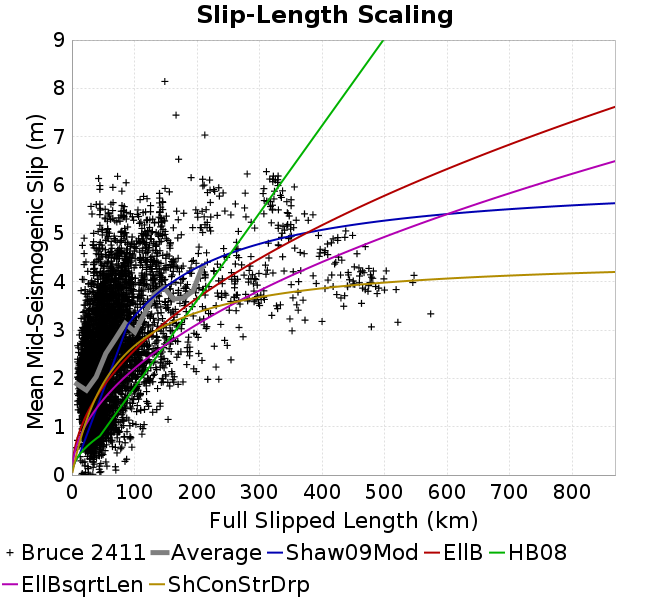 Slip-Length Scaling
Mean Mid-Seismogenic Slip (m)
9
8
7
6
5
4
3
2
1
0
0 100 200 300 400 500 600 700 800
Full Slipped Length (km)
Bruce 2411 Average Shaw09Mod EllB HB08
EllBsqrtLen ShConStrDrp